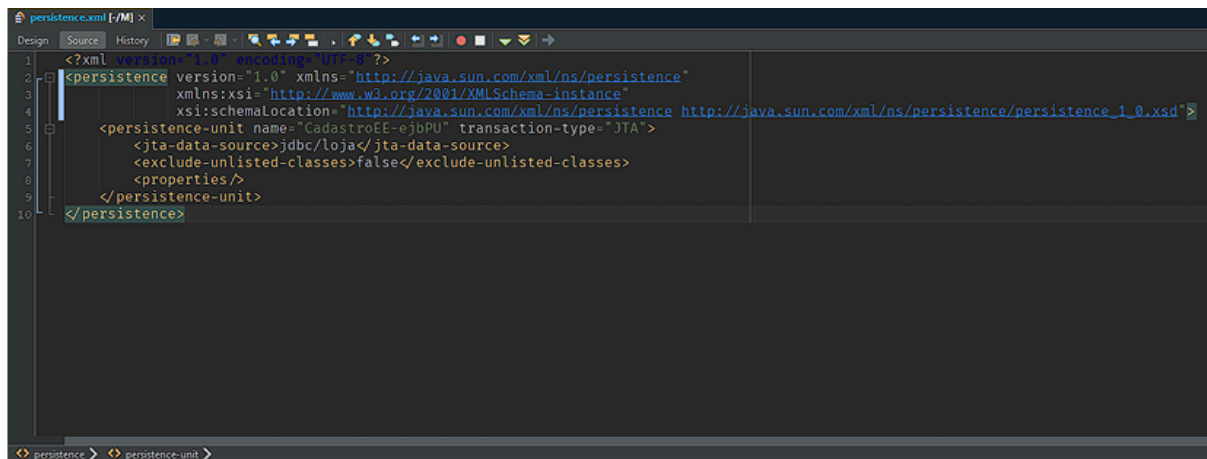 persistence.xml [-/M] ×
Design Source History
1 <?xml version="1.0" encoding="UTF-8"?>
2 <persistence version="1.0" xmlns="http://java.sun.com/xml/ns/persistence"
3 xmlns:xsi="http://www.w3.org/2001/XMLSchema-instance"
4 xsi:schemaLocation="http://java.sun.com/xml/ns/persistence http://java.sun.com/xml/ns/persistence/persistence_1_0.xsd">
5 <persistence-unit name="CadastroEE-ejbPU" transaction-type="JTA">
6 <jta-data-source>jdbc/loja</jta-data-source>
7 <exclude-unlisted-classes>false</exclude-unlisted-classes>
8 <properties/>
9 </persistence-unit>
10 </persistence>
persistence persistence-unit